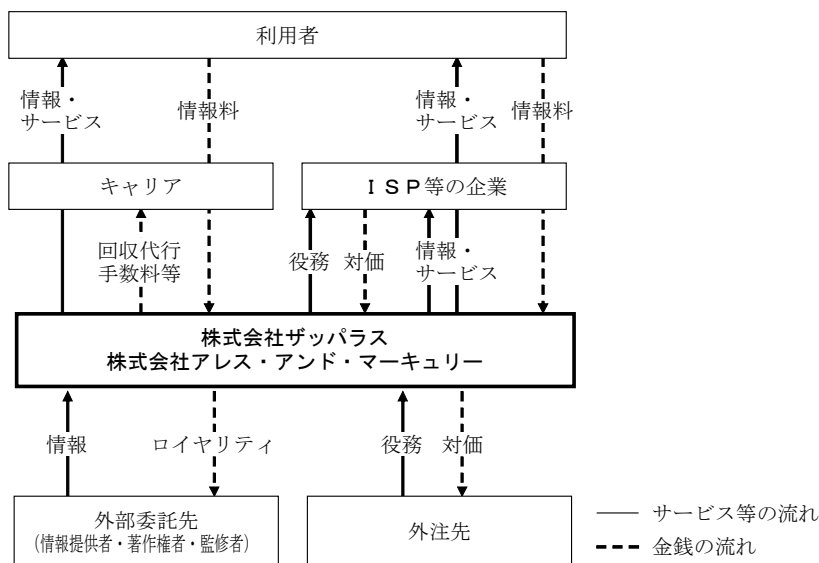 利用者
情報・
サービス
情報料
情報・
サービス
情報料
キャリア
ISP等の企業
回収代行
手数料等
役務
対価
情報・
サービス
株式会社ザッパラス
株式会社アレス・アンド・マーキュリー
情報
ロイヤリティ
役務
対価
外部委託先
(情報提供者・著作権者・監修者)
外注先
サービス等の流れ
金銭の流れ